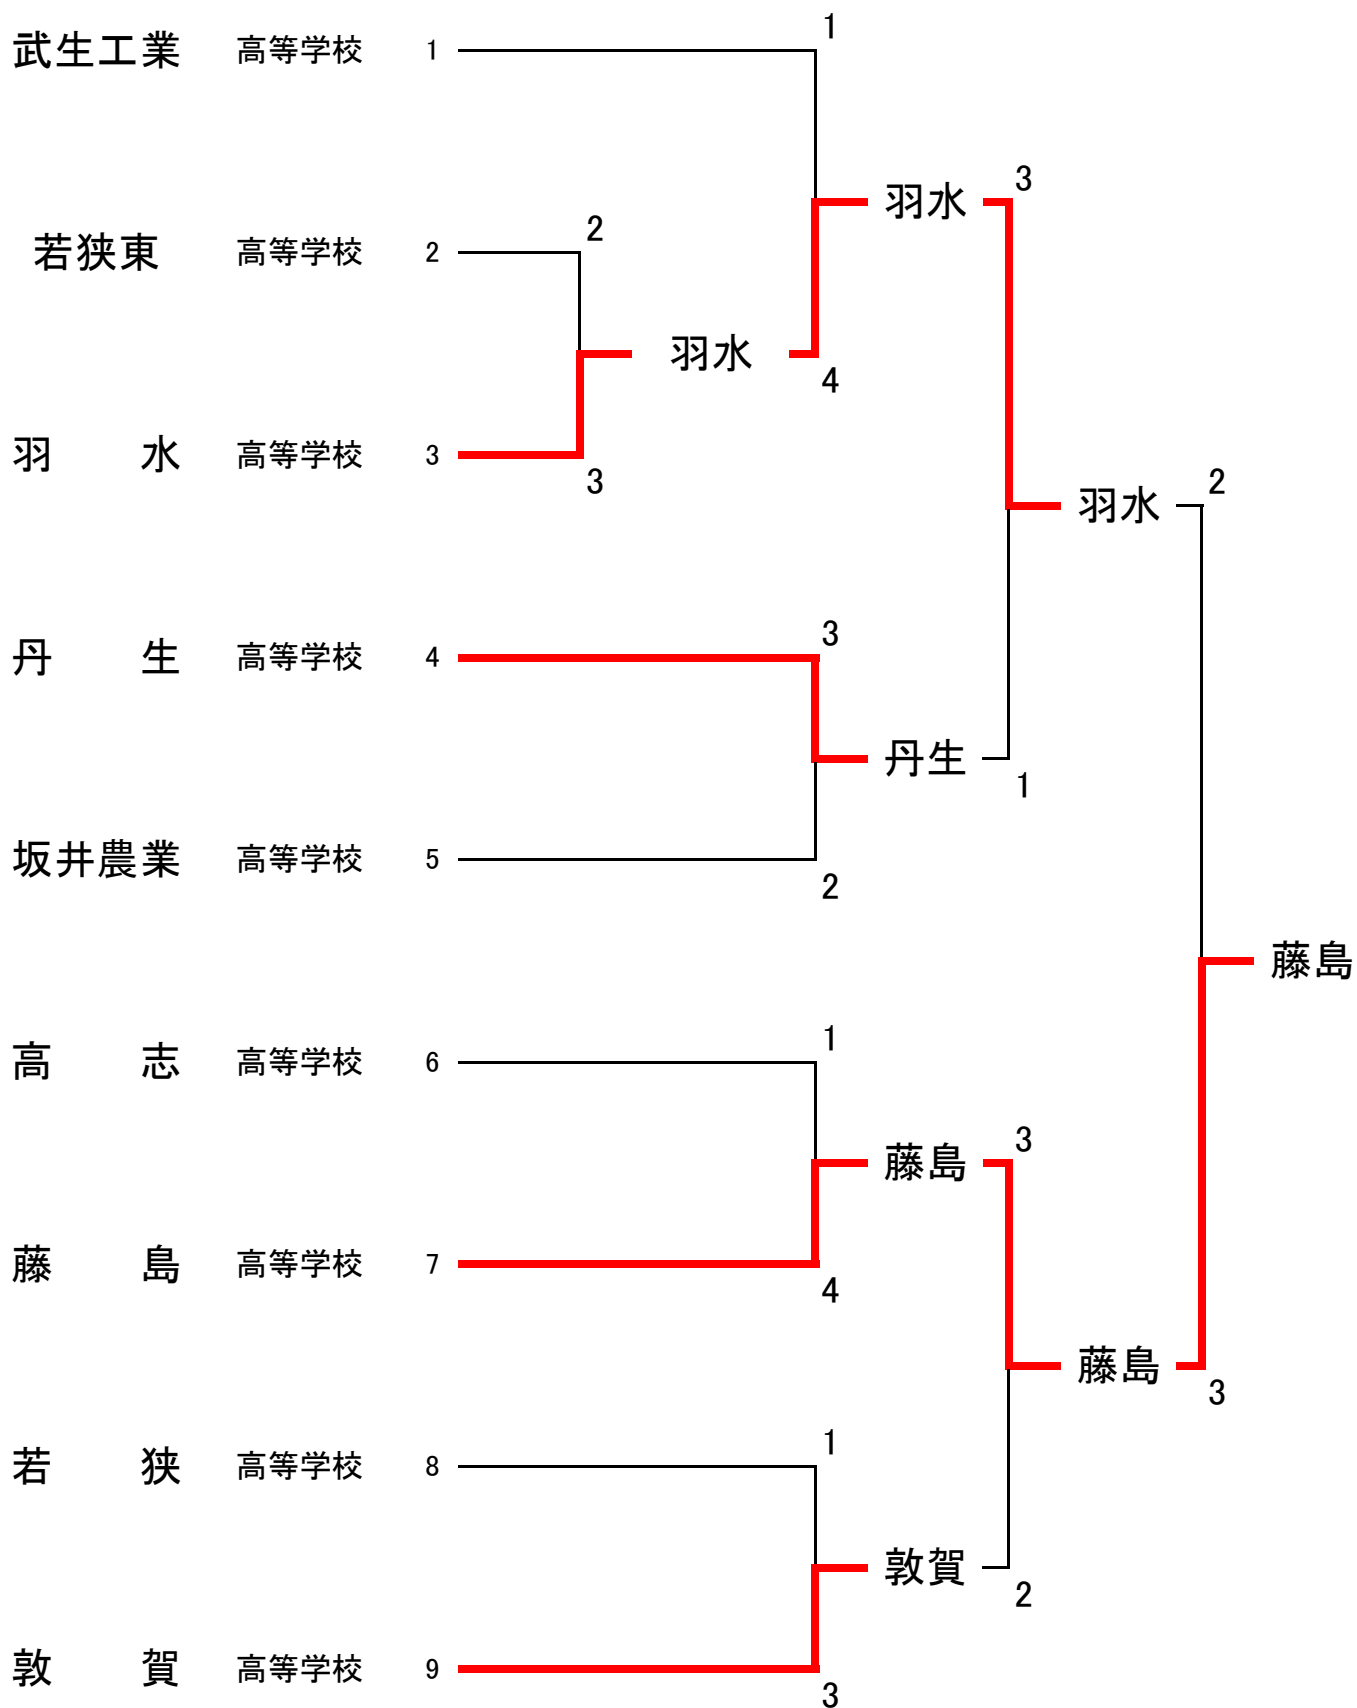 1
武生工業 高等学校 1
羽水 3
2
若狭東 高等学校 2
羽水
4
羽 水 高等学校 3
3
羽水 2
3
丹 生 高等学校 4
丹生
1
坂井農業 高等学校 5
2
藤島
1
高 志 高等学校 6
3
藤島
藤 島 高等学校 7
4
藤島
3
1
若 狭 高等学校 8
敦賀
2
敦 賀 高等学校 9
3